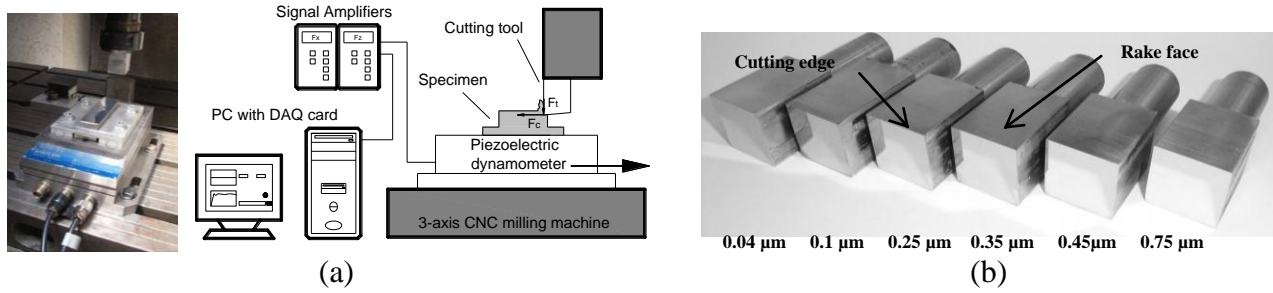 Signal Amplifiers
Fx
Fz
Cutting tool
Specimen
Ft
Fc
PC with DAQ card
Piezoelectric
dynamometer
3-axis CNC milling machine
(a)
Cutting edge
Rake face
0.04 µm 0.1 µm 0.25 µm 0.35 µm 0.45µm 0.75 µm
(b)